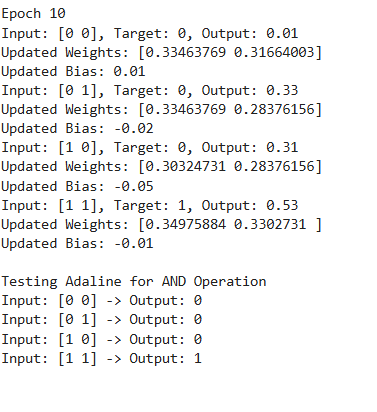 Epoch 10
Input: [0 0], Target: 0, Output: 0.01
Updated Weights: [0.33463769 0.31664003]
Updated Bias: 0.01
Input: [0 1], Target: 0, Output: 0.33
Updated Weights: [0.33463769 0.28376156]
Updated Bias: -0.02
Input: [1 0], Target: 0, Output: 0.31
Updated Weights: [0.30324731 0.28376156]
Updated Bias: -0.05
Input: [1 1], Target: 1, Output: 0.53
Updated Weights: [0.34975884 0.3302731 ]
Updated Bias: -0.01

Testing Adaline for AND Operation
Input: [0 0] -> Output: 0
Input: [0 1] -> Output: 0
Input: [1 0] -> Output: 0
Input: [1 1] -> Output: 1